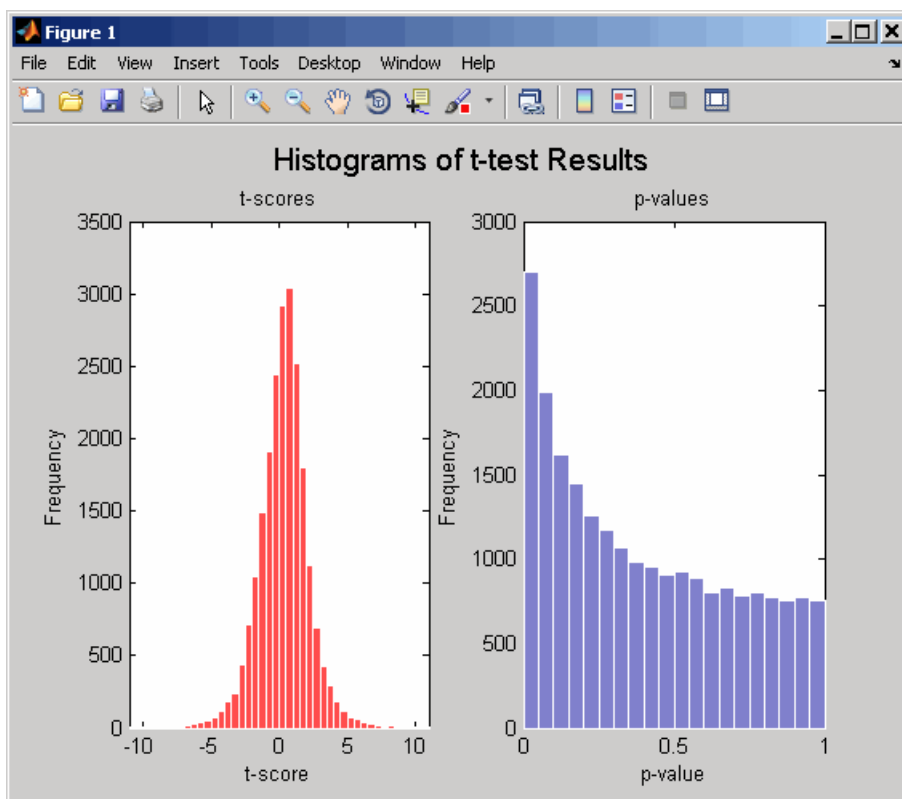 Figure 1
File Edit View Insert Tools Desktop Window Help
Histograms of t-test Results
t-scores
3500
3000
2500
2000
1500
1000
500
0
Frequency
-10 -5 0 5 10
t-score
p-values
3000
2500
2000
1500
1000
500
0
Frequency
0 0.5 1
p-value